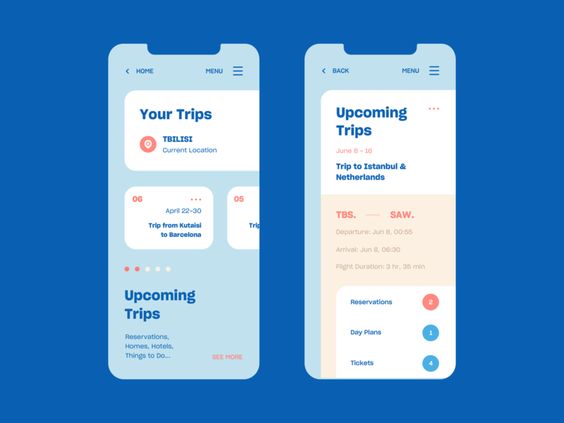 HOME
MENU
Your Trips
TBILISI
Current Location
06
April 22-30
Trip from Kutaisi
to Barcelona
05
Upcoming
Trips
Reservations,
Homes, Hotels,
Things to Do...
SEE MORE
BACK
MENU
Upcoming
Trips
June 8 - 16
Trip to Istanbul &
Netherlands
TBS.
SAW.
Departure: Jun 8, 00:55
Arrival: Jun 8, 06:30
Flight Duration: 3 hr, 35 min
Reservations 2
Day Plans 1
Tickets 4